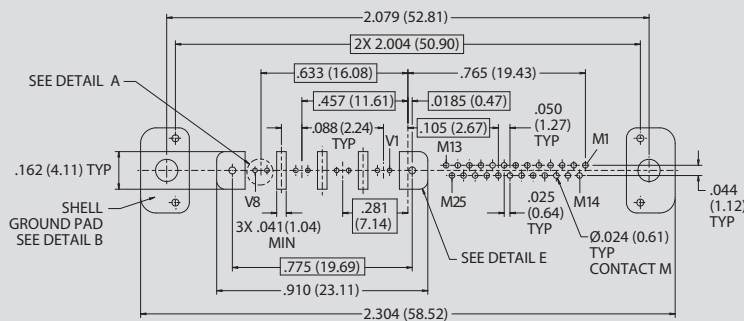 2.079 (52.81)
2X 2.004 (50.90)
SEE DETAIL A
.633 (16.08)
.765 (19.43)
.457 (11.61)
.0185 (0.47)
.088 (2.24)
TYP
V1
.105 (2.67)
.050
(1.27)
TYP
M13
M1
.162 (4.11) TYP
SHELL
GROUND PAD
SEE DETAIL B
V8
3X .041(1.04)
MIN
.281
(7.14)
M25
.025
(0.64)
TYP
M14
.044
(1.12)
TYP
SEE DETAIL E
Ø.024 (0.61)
TYP
CONTACT M
.775 (19.69)
.910 (23.11)
2.304 (58.52)